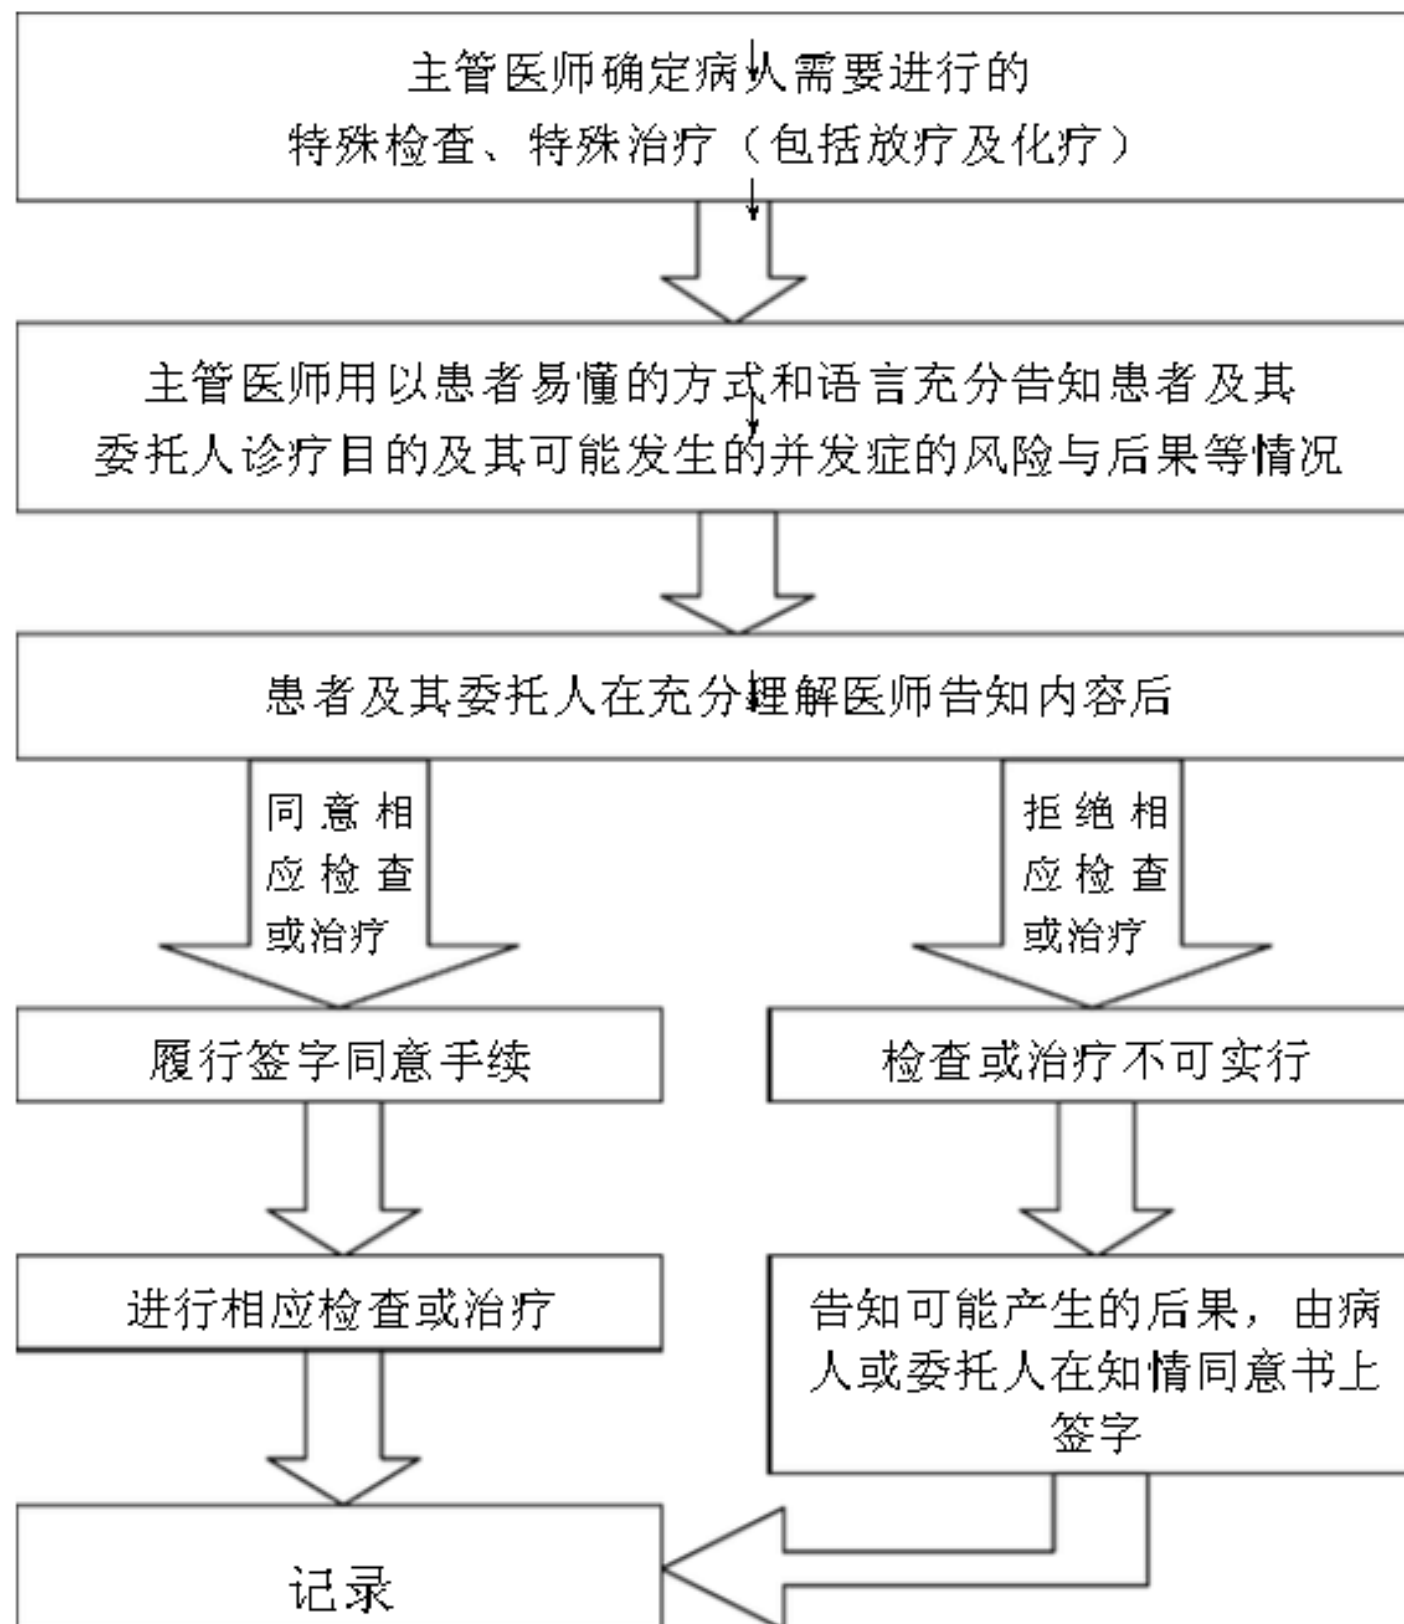 主管医师确定病人需要进行的
特殊检查、特殊治疗（包括放疗及化疗）
主管医师用以患者易懂的方式和语言充分告知患者及其
委托人诊疗目的及其可能发生的并发症的风险与后果等情况
患者及其委托人在充分理解医师告知内容后
同意相
应检查
或治疗
拒绝相
应检查
或治疗
履行签字同意手续
检查或治疗不可实行
进行相应检查或治疗
告知可能产生的后果，由病
人或委托人在知情同意书上
签字
记录